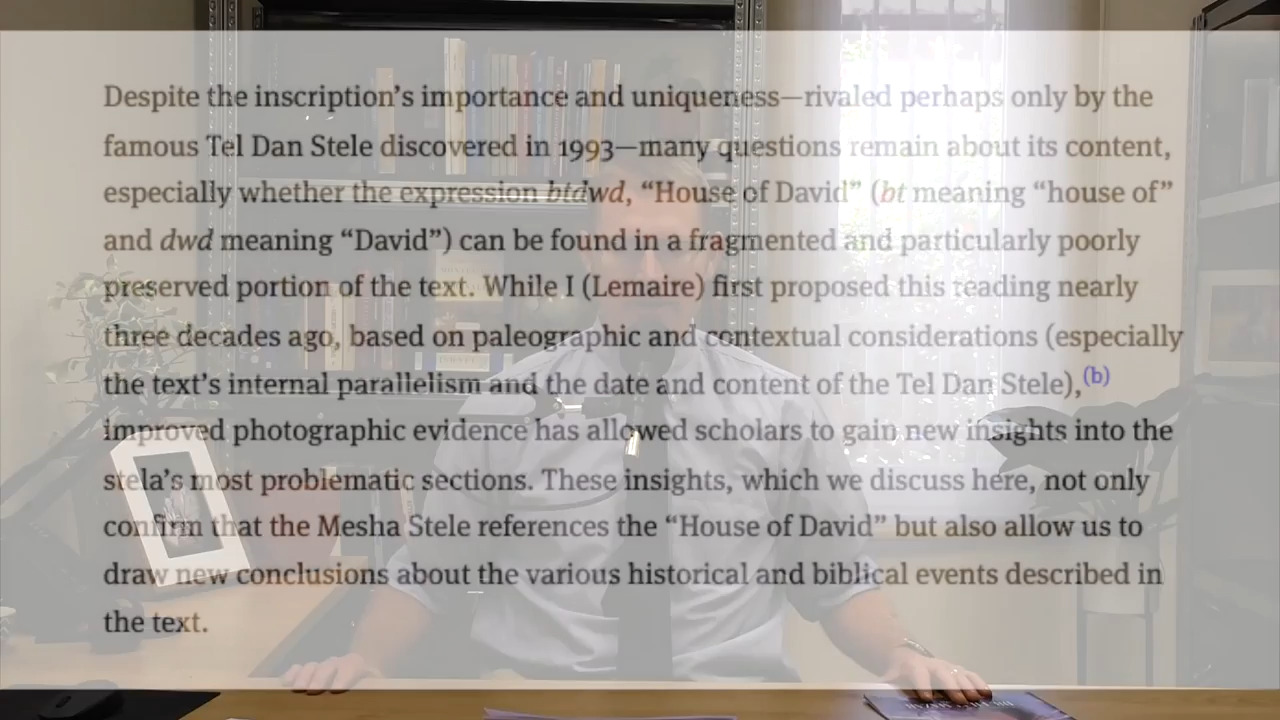 Despite the inscription’s importance and uniqueness—rivaled perhaps only by the
famous Tel Dan Stele discovered in 1993—many questions remain about its content,
especially whether the expression btdwd, “House of David” (bt meaning “house of”
and dwd meaning “David”) can be found in a fragmented and particularly poorly
preserved portion of the text. While I (Lemaire) first proposed this reading nearly
three decades ago, based on paleographic and contextual considerations (especially
the text’s internal parallelism and the date and content of the Tel Dan Stele),(b)
improved photographic evidence has allowed scholars to gain new insights into the
stela’s most problematic sections. These insights, which we discuss here, not only
confirm that the Mesha Stele references the “House of David” but also allow us to
draw new conclusions about the various historical and biblical events described in
the text.